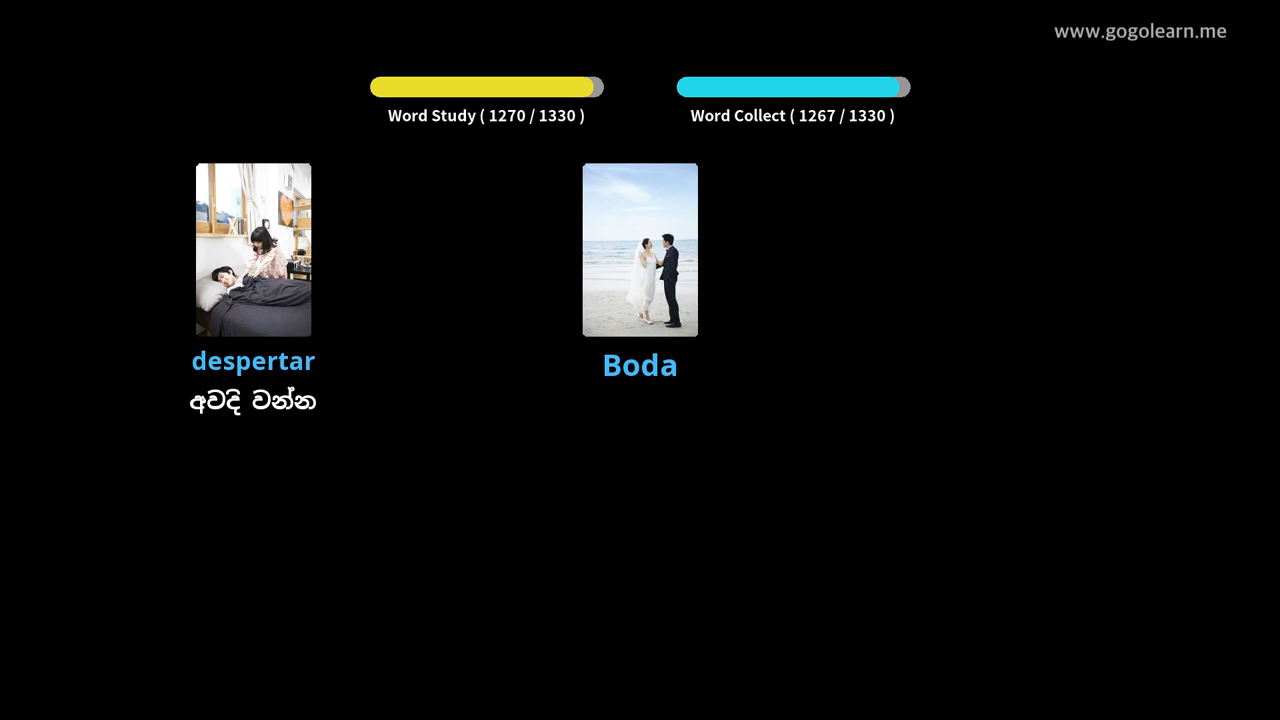 www.gogolearn.me
Word Study ( 1270 / 1330 )
Word Collect ( 1267 / 1330 )
despertar
අවදි වන්න
Boda